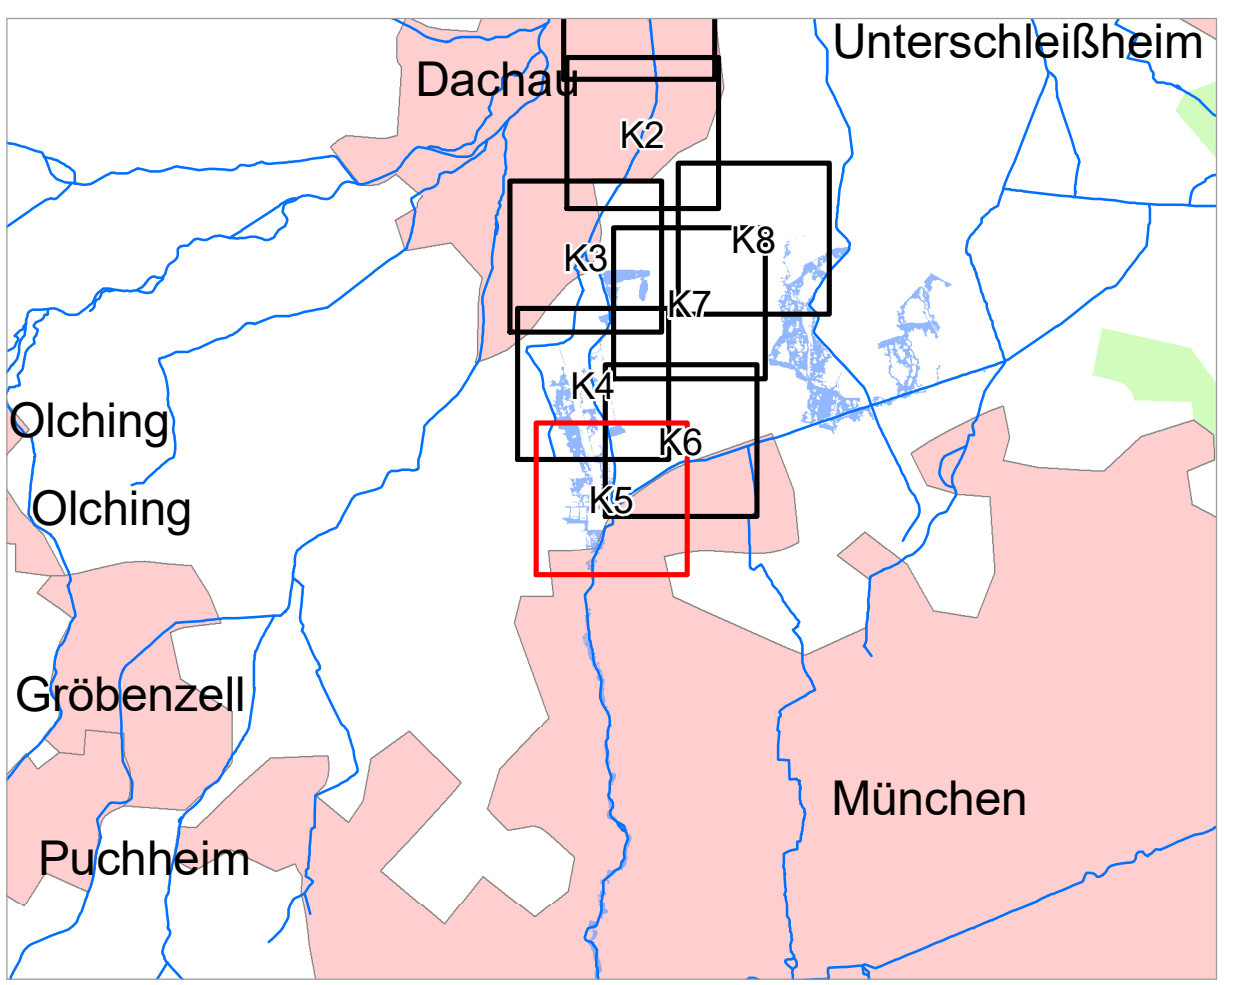 Unterschleißheim
Dachau
K2
K8
K3
K7
K4
Olching
K6
K5
Olching
Gröbenzell
München
Puchheim